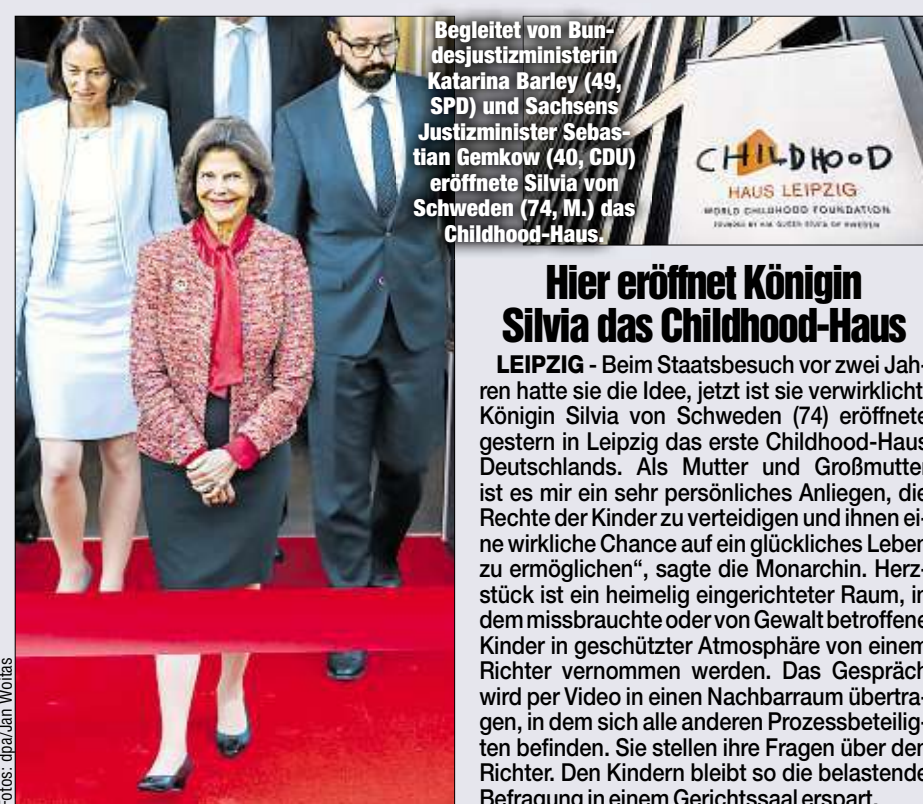 Begleitet von Bun-
desjustizministerin
Katarina Barley (49,
SPD) und Sachsens
Justizminister Sebas-
tian Gemkow (40, CDU)
eröffnete Silvia von
Schweden (74, M.) das
Childhood-Haus.
CHILDHOOD
HAUS LEIPZIG
WORLD CHILDHOOD FOUNDATION
FOUNDED BY H.M. QUEEN SILVIA OF SWEDEN
Hier eröffnet Königin
Silvia das Childhood-Haus
LEIPZIG - Beim Staatsbesuch vor zwei Jah-
ren hatte sie die Idee, jetzt ist sie verwirklicht
Königin Silvia von Schweden (74) eröffnete
gestern in Leipzig das erste Childhood-Haus
Deutschlands. Als Mutter und Großmutter
ist es mir ein sehr persönliches Anliegen, die
Rechte der Kinder zu verteidigen und ihnen ei-
ne wirkliche Chance auf ein glückliches Leben
zu ermöglichen“, sagte die Monarchin. Herz-
stück ist ein heimelig eingerichteter Raum, in
dem missbrauchte oder von Gewalt betroffene
Kinder in geschützter Atmosphäre von einem
Richter vernommen werden. Das Gespräch
wird per Video in einen Nachbarraum übertra-
gen, in dem sich alle anderen Prozessbeteilig-
ten befinden. Sie stellen ihre Fragen über den
Richter. Den Kindern bleibt so die belastende
Befragung in einem Gerichtssaal erspart.
Fotos: dpa/Jan Woitas